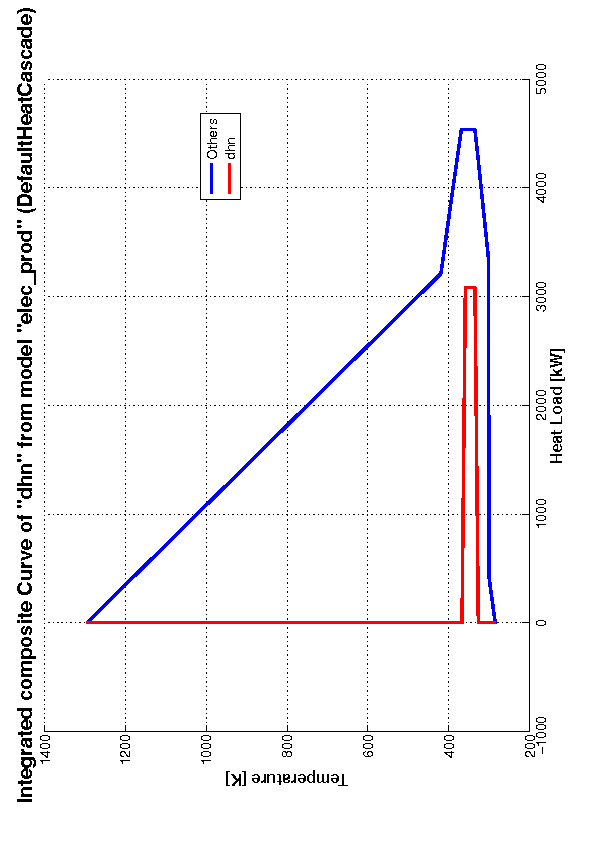 Integrated composite Curve of "dhn" from model "elec_prod" (DefaultHeatCascade)
1400
1200
1000
800
600
400
200
Temperature [K]
Others
dhn
-1000
0
1000
2000
3000
4000
5000
Heat Load [kW]